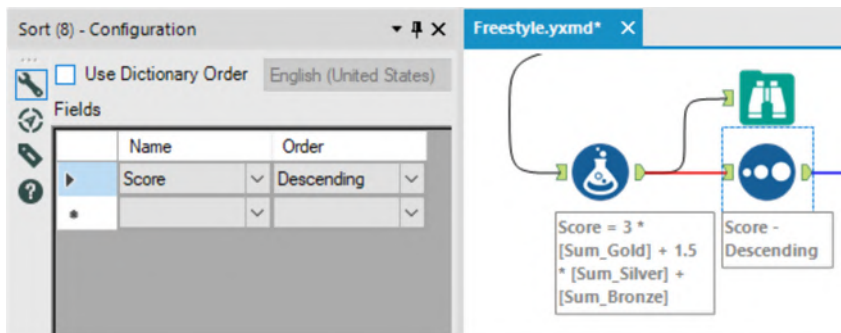 Sort (8) - Configuration
Freestyle.yxmd*
Use Dictionary Order
English (United States)
Fields
Name
Order
Score
Descending
Score = 3 *
[Sum_Gold] + 1.5
* [Sum_Silver] +
[Sum_Bronze]
Score -
Descending